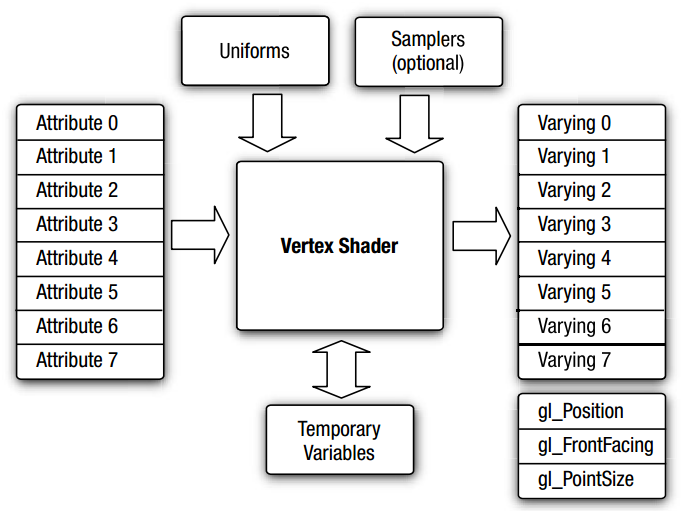 Uniforms
Samplers
(optional)
Attribute 0
Attribute 1
Attribute 2
Attribute 3
Attribute 4
Attribute 5
Attribute 6
Attribute 7
Vertex Shader
Temporary
Variables
Varying 0
Varying 1
Varying 2
Varying 3
Varying 4
Varying 5
Varying 6
Varying 7
gl_Position
gl_FrontFacing
gl_PointSize